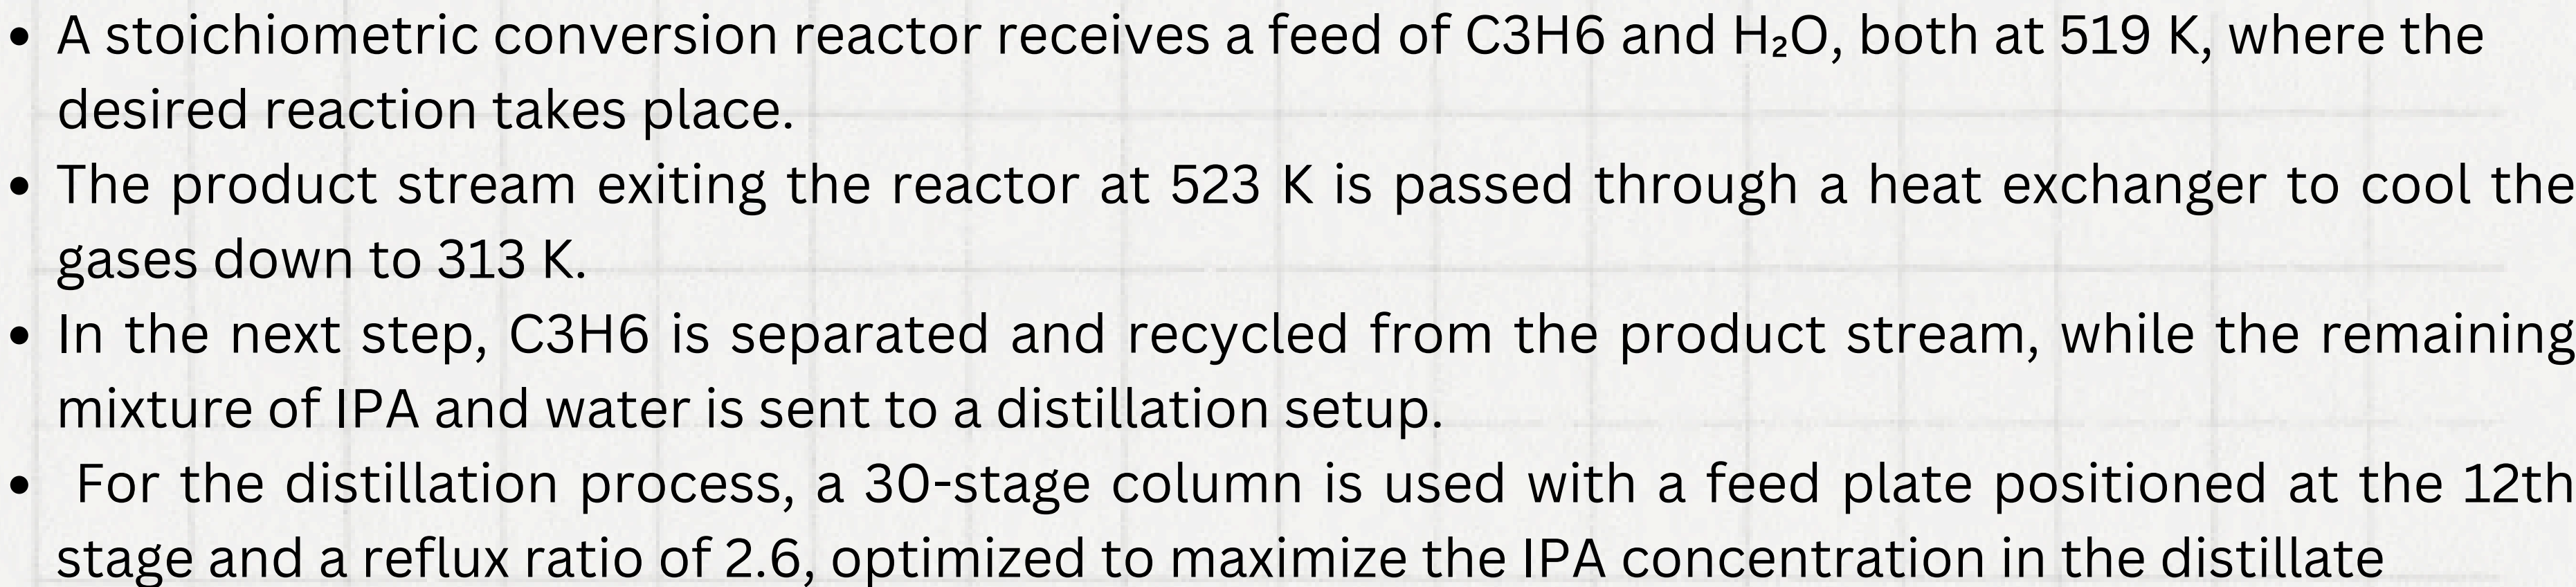 • A stoichiometric conversion reactor receives a feed of C3H6 and H₂O, both at 519 K, where the
desired reaction takes place.
• The product stream exiting the reactor at 523 K is passed through a heat exchanger to cool the
gases down to 313 K.
• In the next step, C3H6 is separated and recycled from the product stream, while the remaining
mixture of IPA and water is sent to a distillation setup.
• For the distillation process, a 30-stage column is used with a feed plate positioned at the 12th
stage and a reflux ratio of 2.6, optimized to maximize the IPA concentration in the distillate